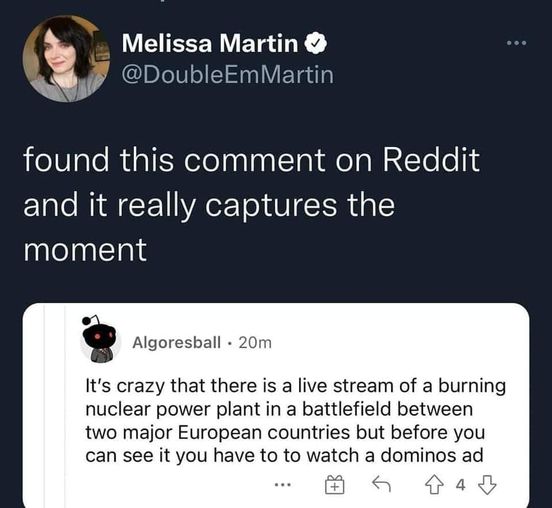 Melissa Martin
@DoubleEmMartin
found this comment on Reddit
and it really captures the
moment
Algoresball · 20m
It's crazy that there is a live stream of a burning
nuclear power plant in a battlefield between
two major European countries but before you
can see it you have to to watch a dominos ad
4